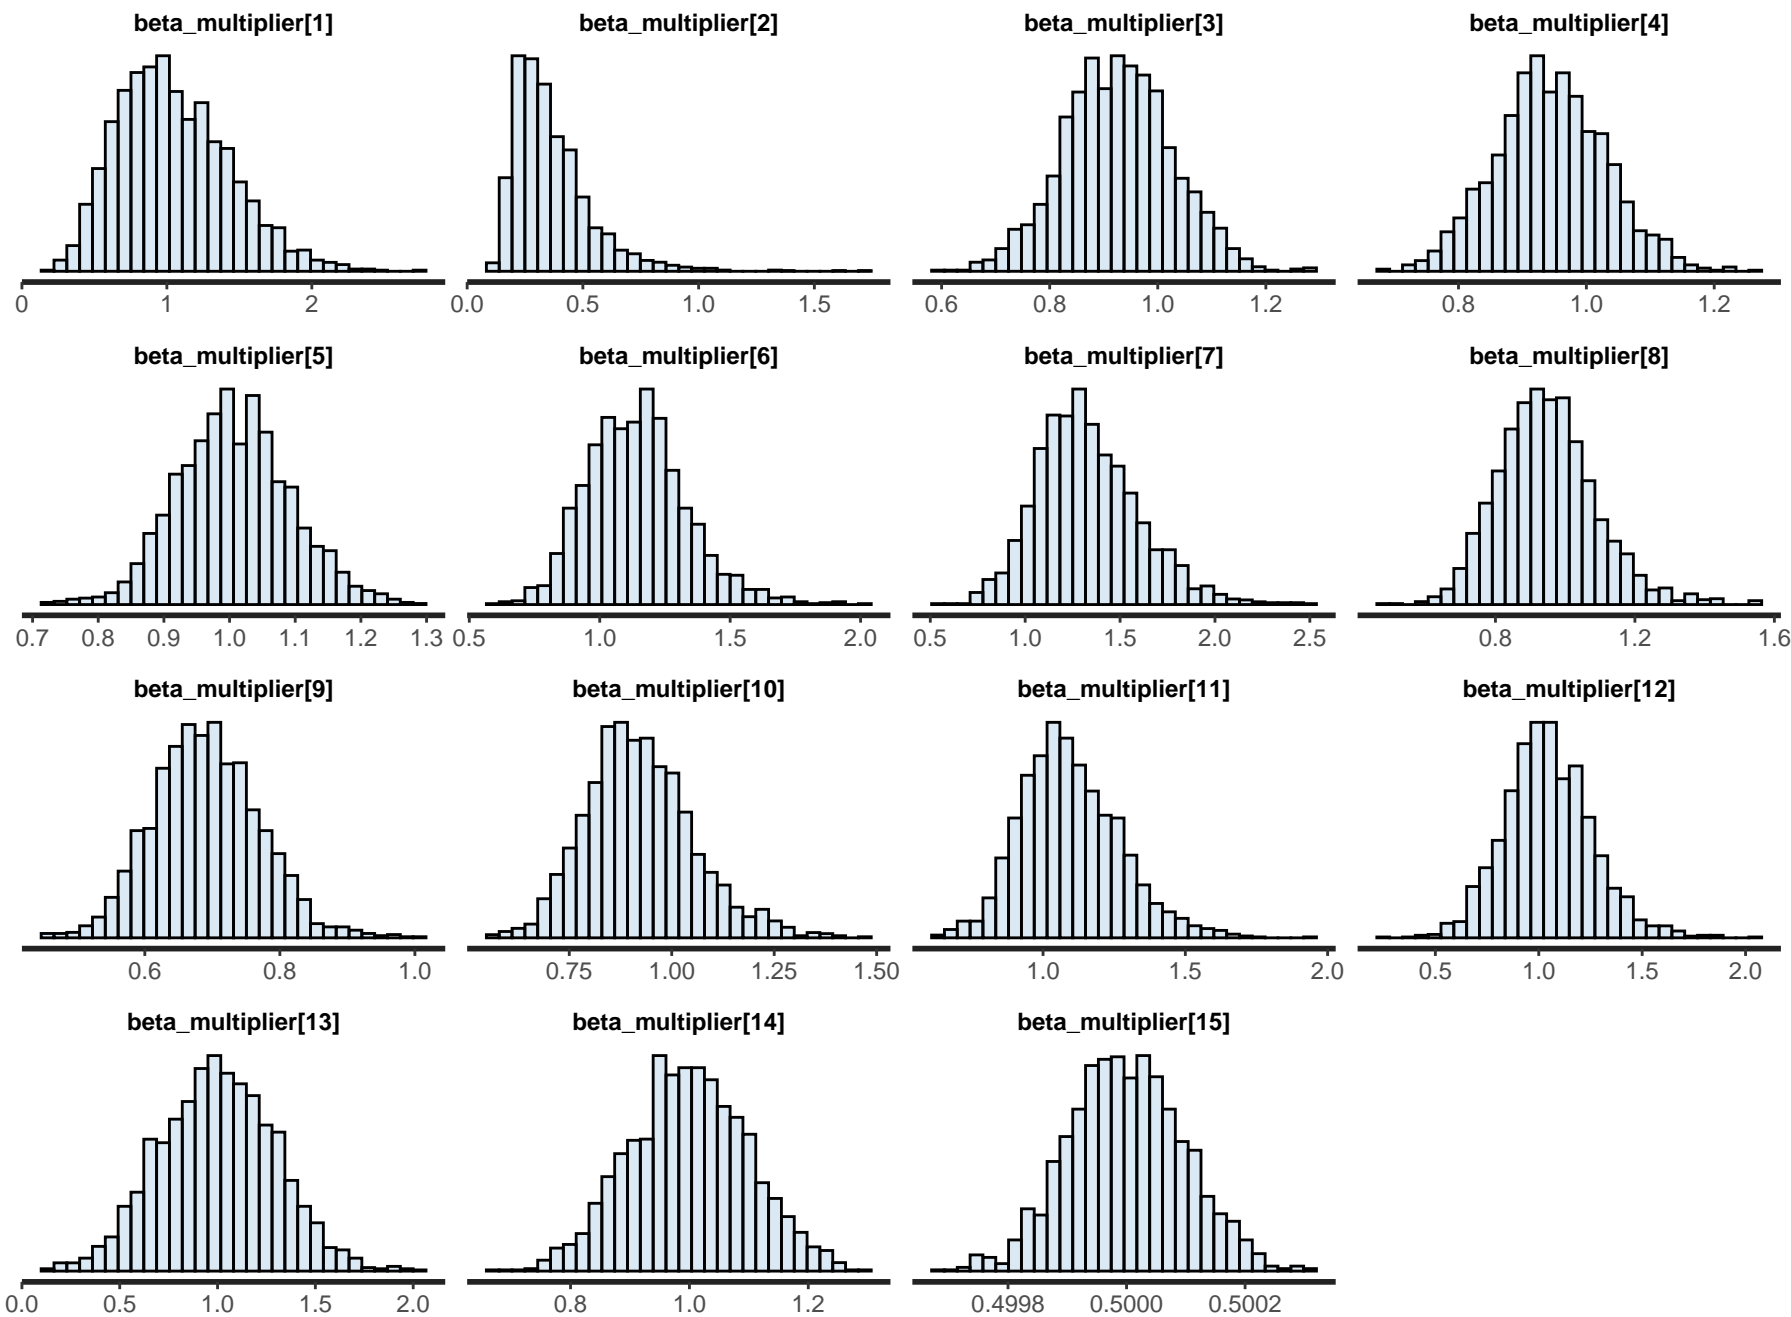 beta_multiplier[1] beta_multiplier[2] beta_multiplier[3] beta_multiplier[4]
0 1 2 0.0 0.5 1.0 1.5 0.6 0.8 1.0 1.2 0.8 1.0 1.2
beta_multiplier[5] beta_multiplier[6] beta_multiplier[7] beta_multiplier[8]
0.7 0.8 0.9 1.0 1.1 1.2 1.3 0.5 1.0 1.5 2.0 0.5 1.0 1.5 2.0 2.5 0.8 1.2 1.6
beta_multiplier[9] beta_multiplier[10] beta_multiplier[11] beta_multiplier[12]
0.6 0.8 1.0 0.75 1.00 1.25 1.50 1.0 1.5 2.0 0.5 1.0 1.5 2.0
beta_multiplier[13] beta_multiplier[14] beta_multiplier[15]
0.0 0.5 1.0 1.5 2.0 0.8 1.0 1.2 0.4998 0.5000 0.5002